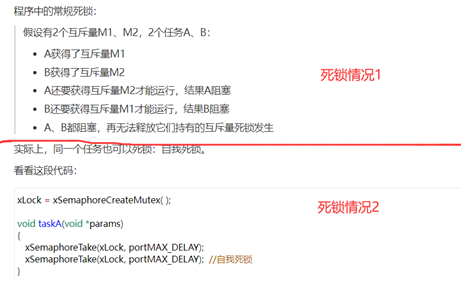 程序中的常规死锁：
假设有2个互斥量M1、M2，2个任务A、B：
• A获得了互斥量M1
• B获得了互斥量M2
• A还要获得互斥量M2才能运行，结果A阻塞
• B还要获得互斥量M1才能运行，结果B阻塞
• A、B都阻塞，再无法释放它们持有的互斥量死锁发生
死锁情况1
实际上，同一个任务也可以死锁：自我死锁。
看看这段代码：
xLock = xSemaphoreCreateMutex( );
void taskA(void *params)
{
xSemaphoreTake(xLock, portMAX_DELAY);
xSemaphoreTake(xLock, portMAX_DELAY); //自我死锁
}
死锁情况2